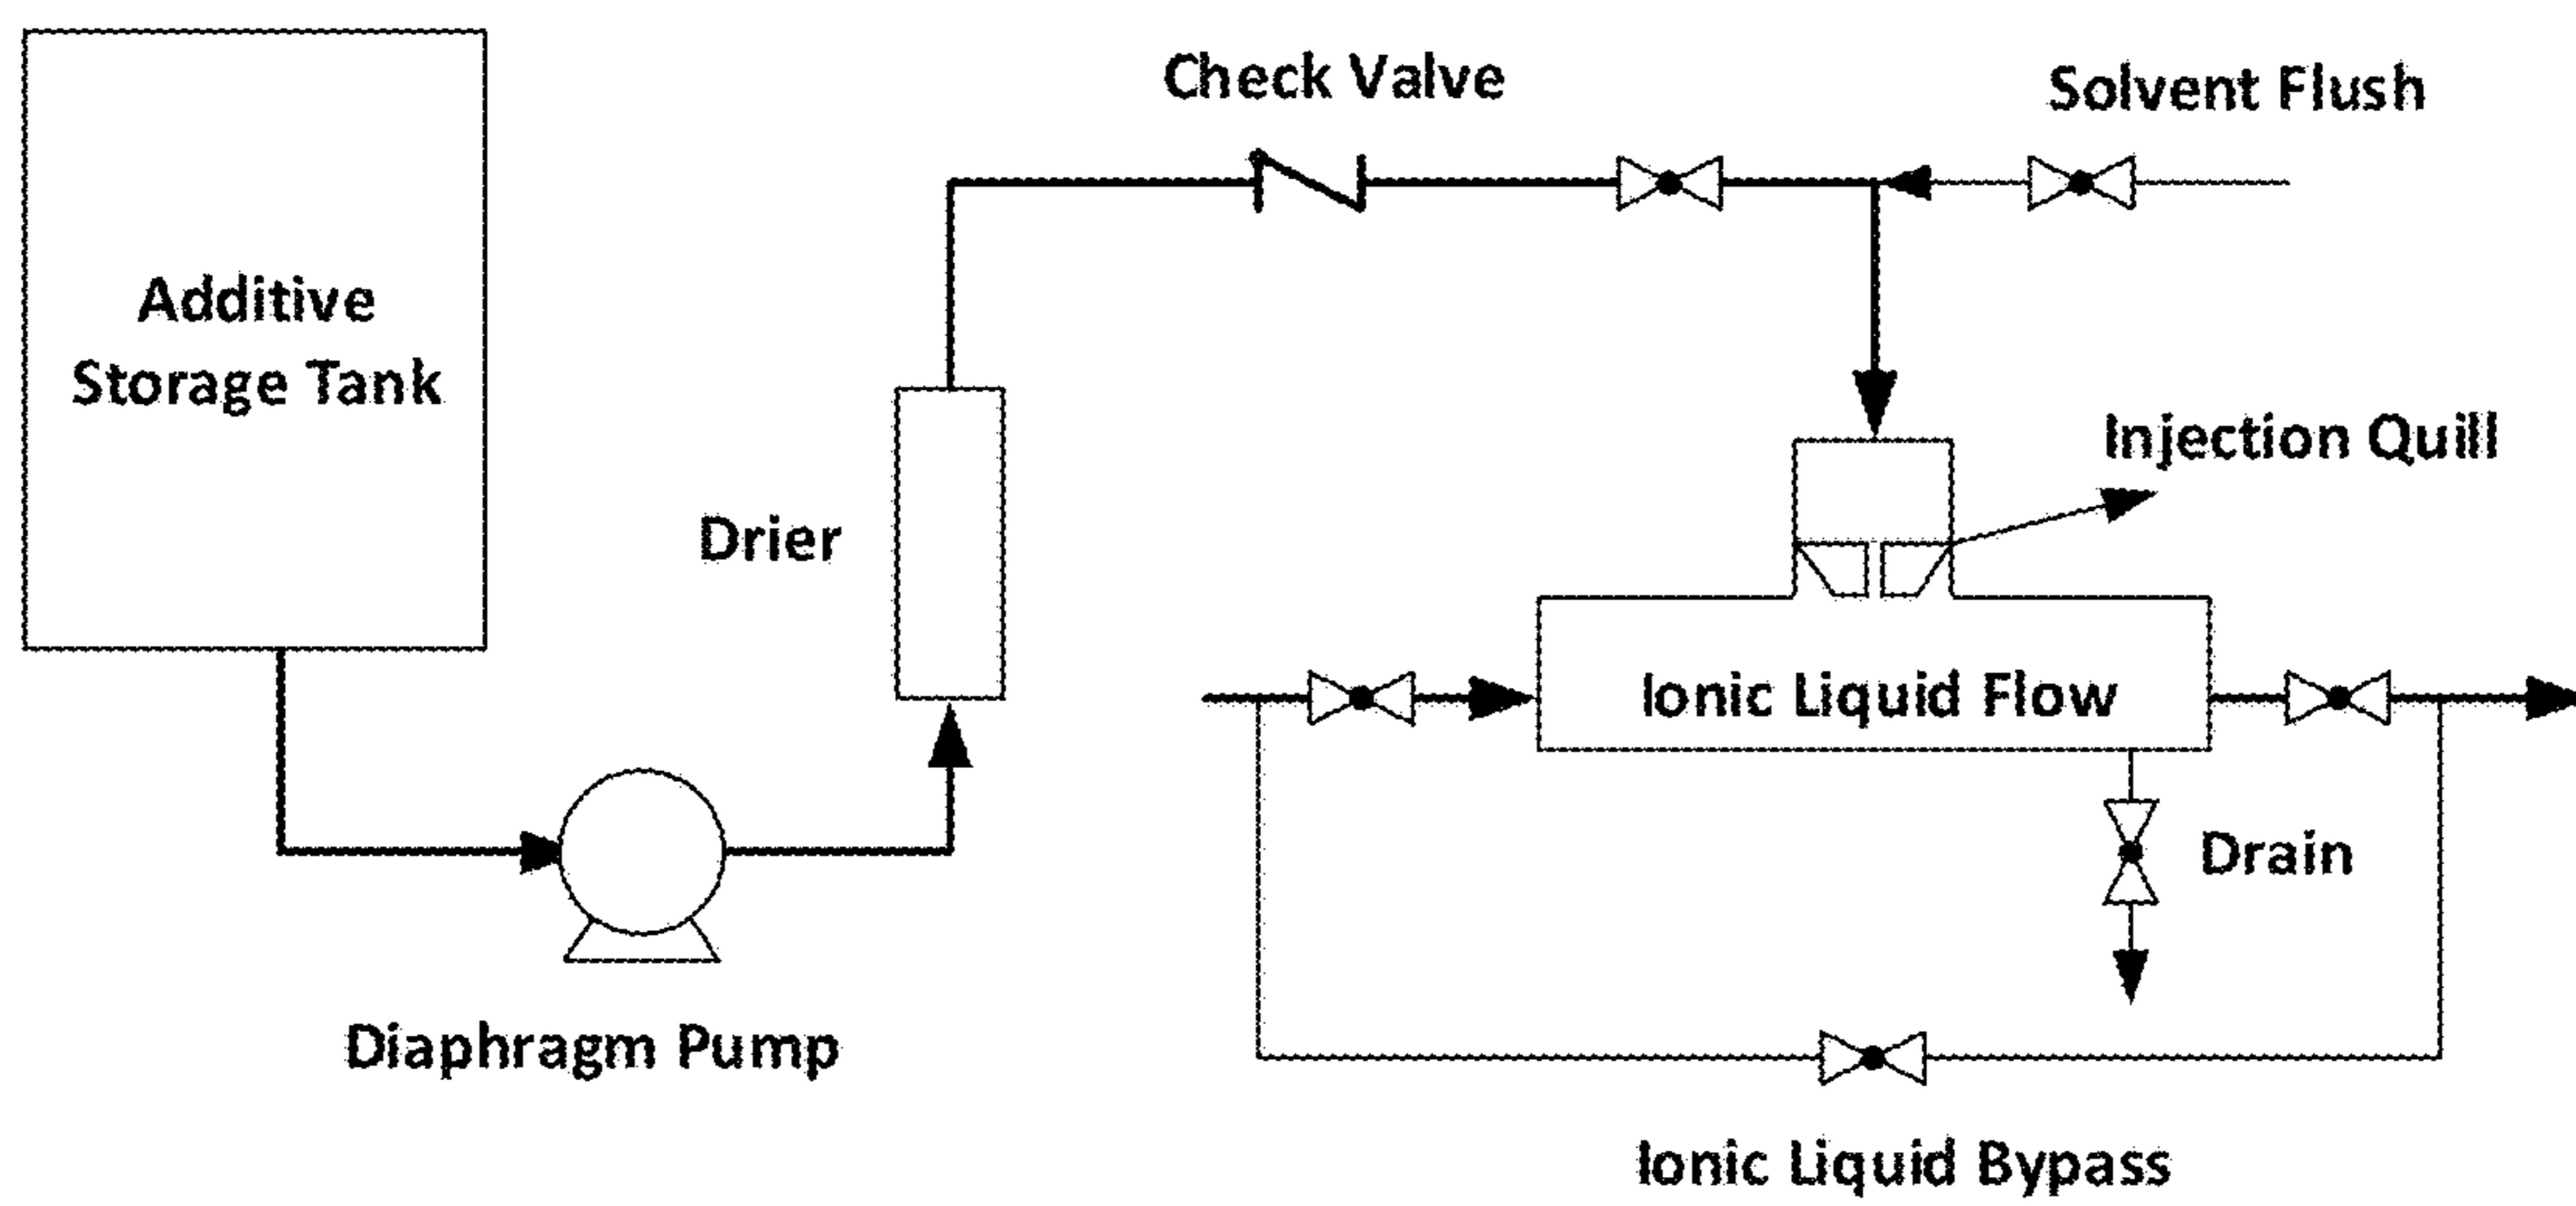 Check Valve
Solvent Flush
Additive
Storage Tank
Injection Quill
Drier
Ionic Liquid Flow
Drain
Diaphragm Pump
Ionic Liquid Bypass